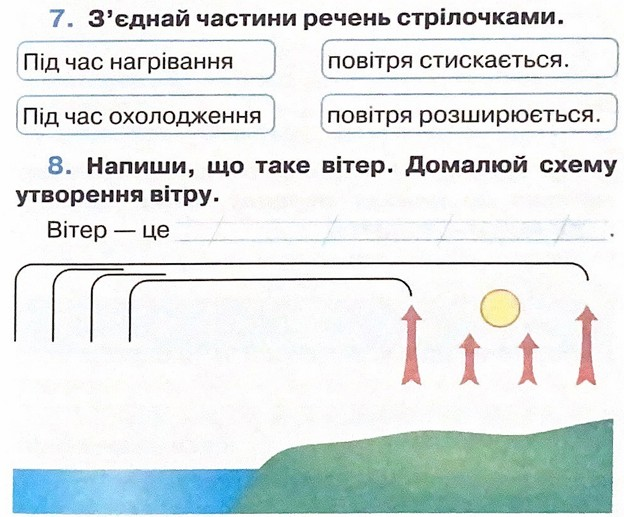 7. З’єднай частини речень стрілочками.
Під час нагрівання
повітря стискається.
Під час охолодження
повітря розширюється.
8. Напиши, що таке вітер. Домалюй схему
утворення вітру.
Вітер — це .